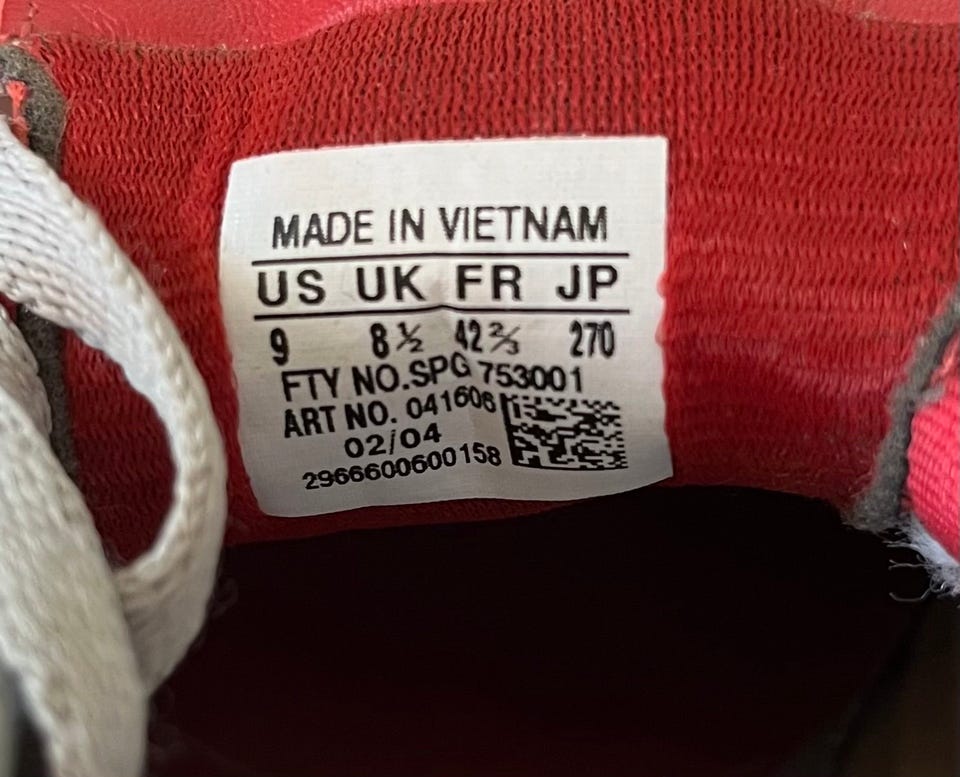 MADE IN VIETNAM
US UK FR JP
9 8½ 42⅔ 270
FTY NO.SPG 753001
ART NO. 041606
02/04
2966600600158